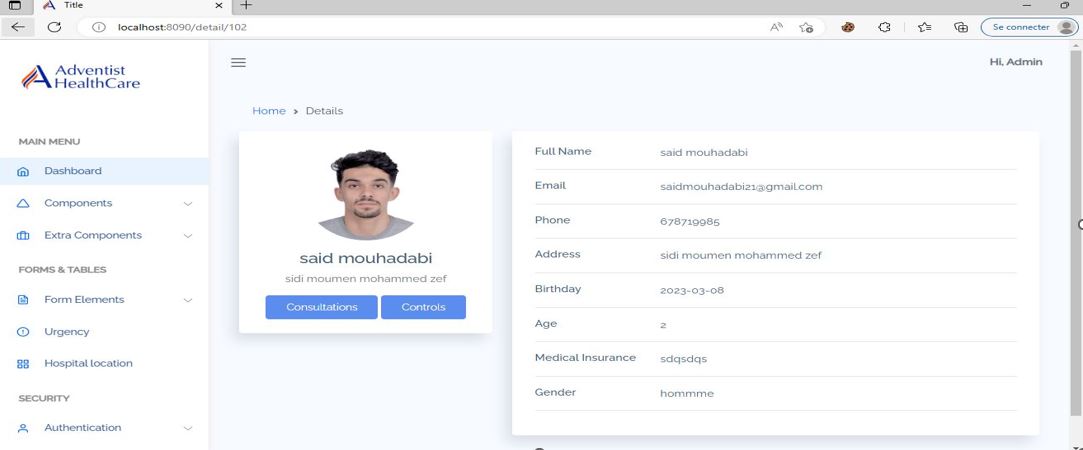 Title
localhost:8090/detail/102
Se connecter
Adventist
HealthCare
Hi, Admin
Home > Details
MAIN MENU
Dashboard
Components
Extra Components
FORMS & TABLES
Form Elements
Urgency
Hospital location
SECURITY
Authentication
said mouhadabi
sidi moumen mohammed zef
Consultations Controls
Full Name said mouhadabi
Email saidmouhadabi21@gmail.com
Phone 678719985
Address sidi moumen mohammed zef
Birthday 2023-03-08
Age 2
Medical Insurance sdqsdqs
Gender hommme